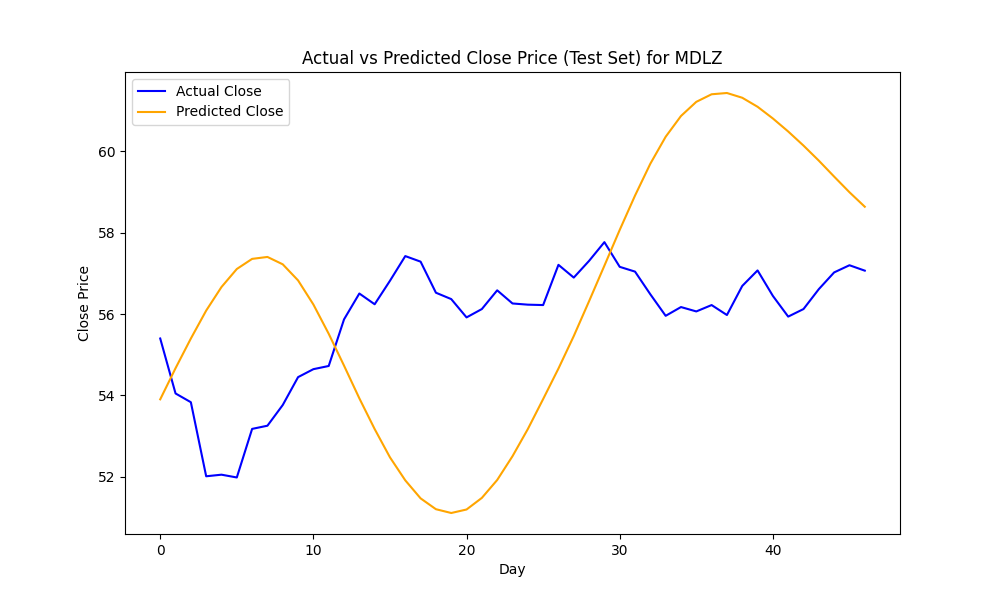 Actual vs Predicted Close Price (Test Set) for MDLZ
Actual Close
Predicted Close
Close Price
60
58
56
54
52
0 10 20 30 40
Day